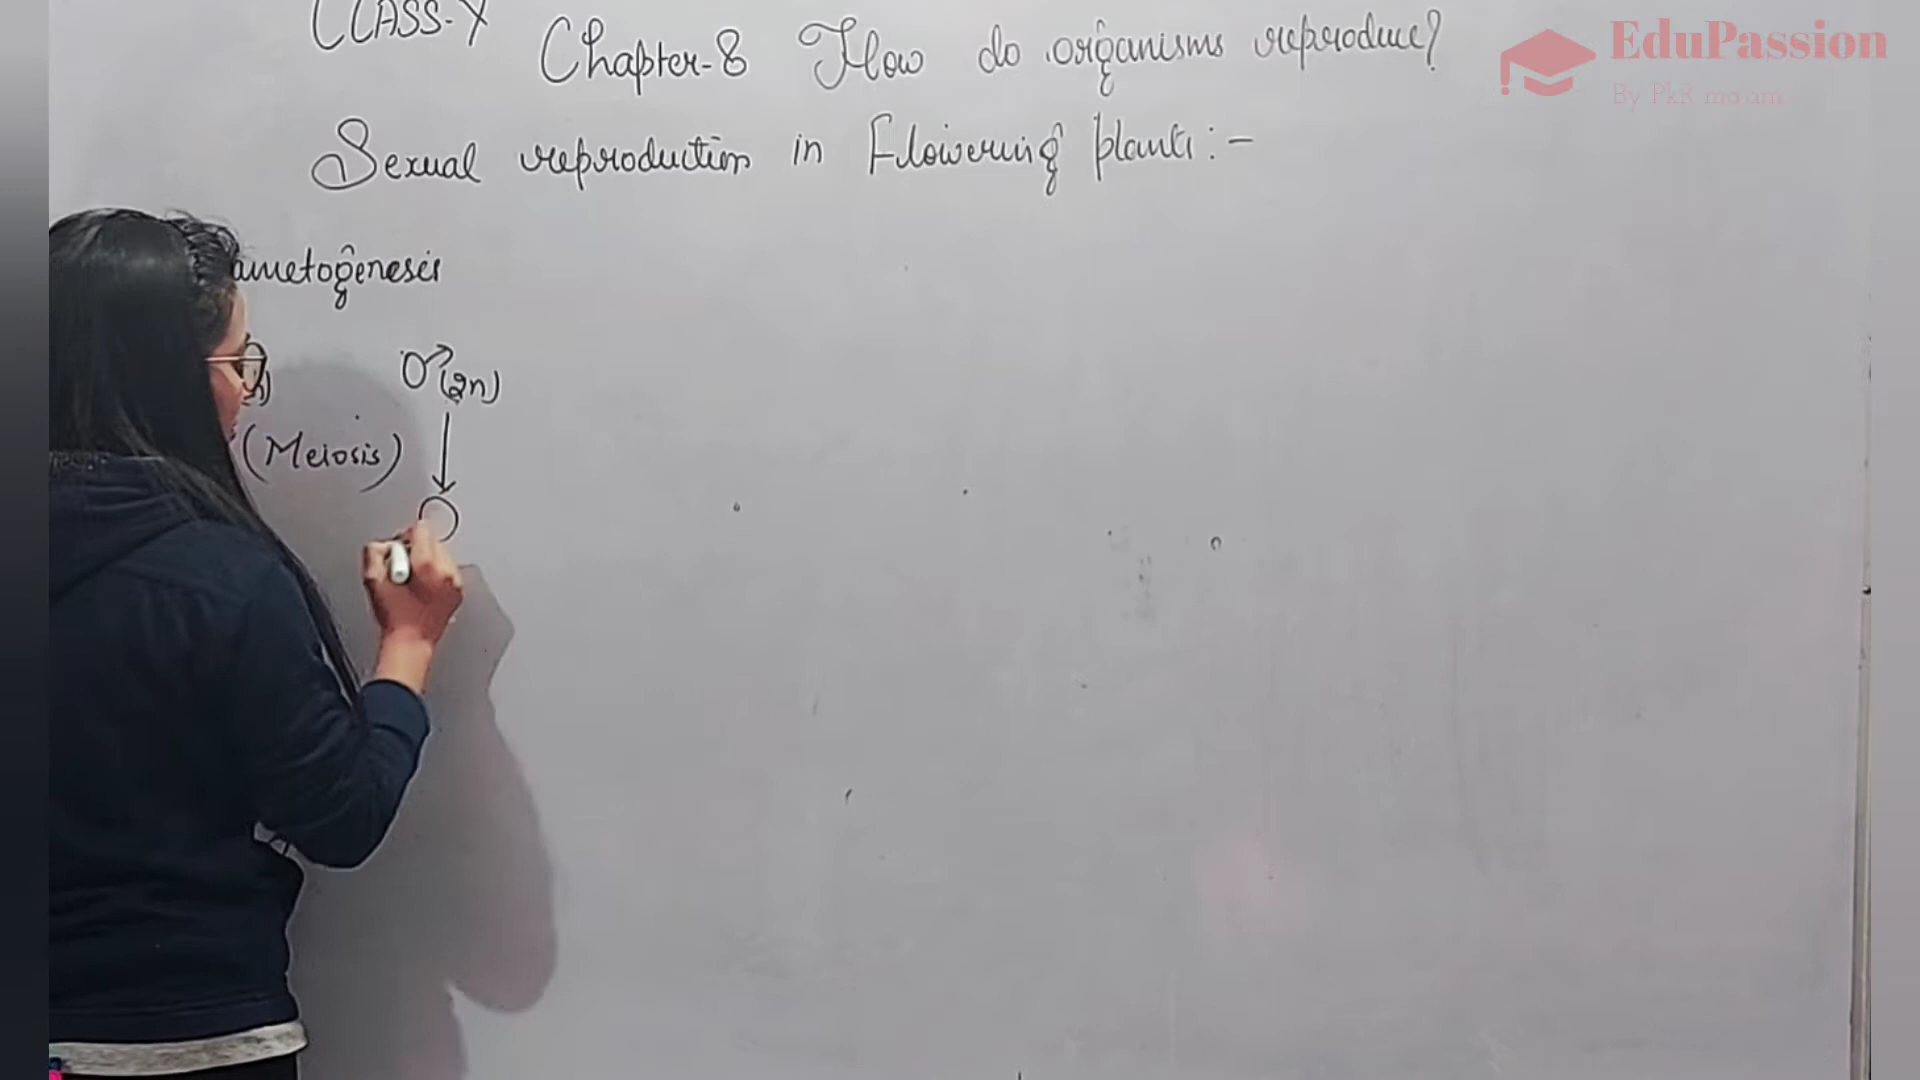 CLASS-X
Chapter-8 How do organisms reproduce?
EduPassion
By PkR ma'am
Sexual reproduction in Flowering plants:-
ametogenesis
♂(2n)
(Meiosis)